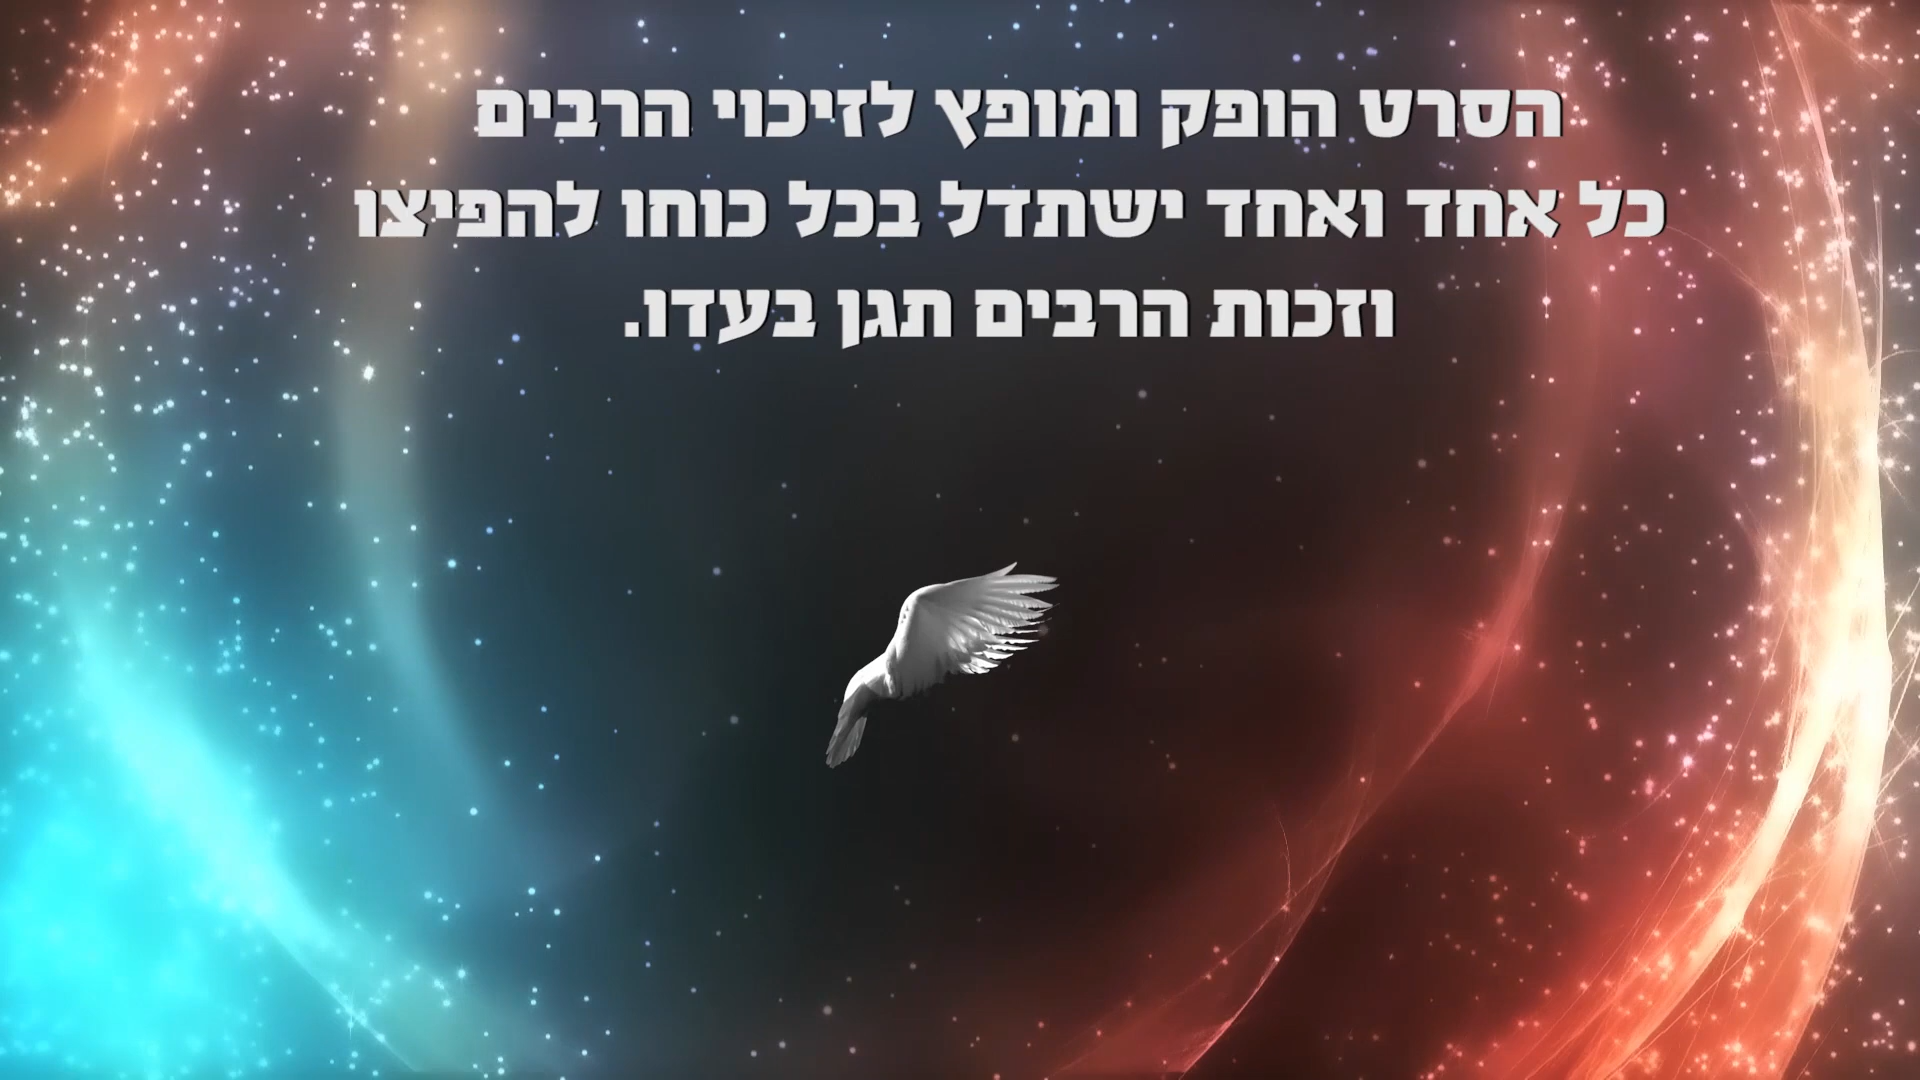 הסרט הופק ומופץ לזיכוי הרבים
כל אחד ואחד ישתדל בכל כוחו להפיצו
וזכות הרבים תגן בעדו.